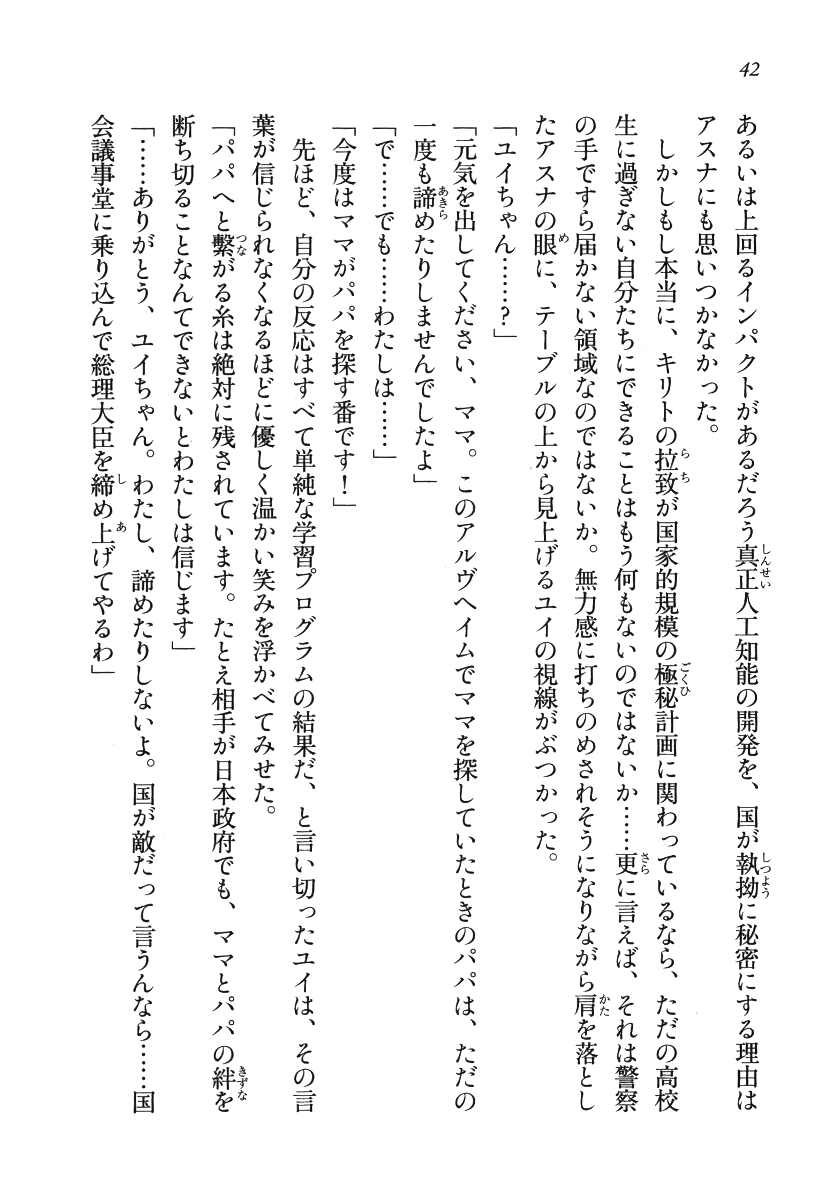 42
あるいは上回るインパクトがあるだろう真正人工知能の開発を、国が執拗に秘密にする理由は
アスナにも思いつかなかった。
しかしもし本当に、キリトの拉致が国家的規模の極秘計画に関わっているなら、ただの高校
生に過ぎない自分たちにできることはもう何もないのではないか……更に言えば、それは警察
の手ですら届かない領域なのではないか。無力感に打ちのめされそうになりながら肩を落とし
たアスナの眼に、テーブルの上から見上げるユイの視線がぶつかった。
「ユイちゃん……?」
「元気を出してください、ママ。このアルヴヘイムでママを探していたときのパパは、ただの
一度も諦めたりしませんでしたよ」
「で……でも……わたしは……」
「今度はママがパパを探す番です!」
先ほど、自分の反応はすべて単純な学習プログラムの結果だ、と言い切ったユイは、その言
葉が信じられなくなるほどに優しく温かい笑みを浮かべてみせた。
「パパへと繋がる糸は絶対に残されています。たとえ相手が日本政府でも、ママとパパの絆を
断ち切ることなんてできないとわたしは信じます」
「……ありがとう、ユイちゃん。わたし、諦めたりしないよ。国が敵だって言うんなら……国
会議事堂に乗り込んで総理大臣を締め上げてやるわ」